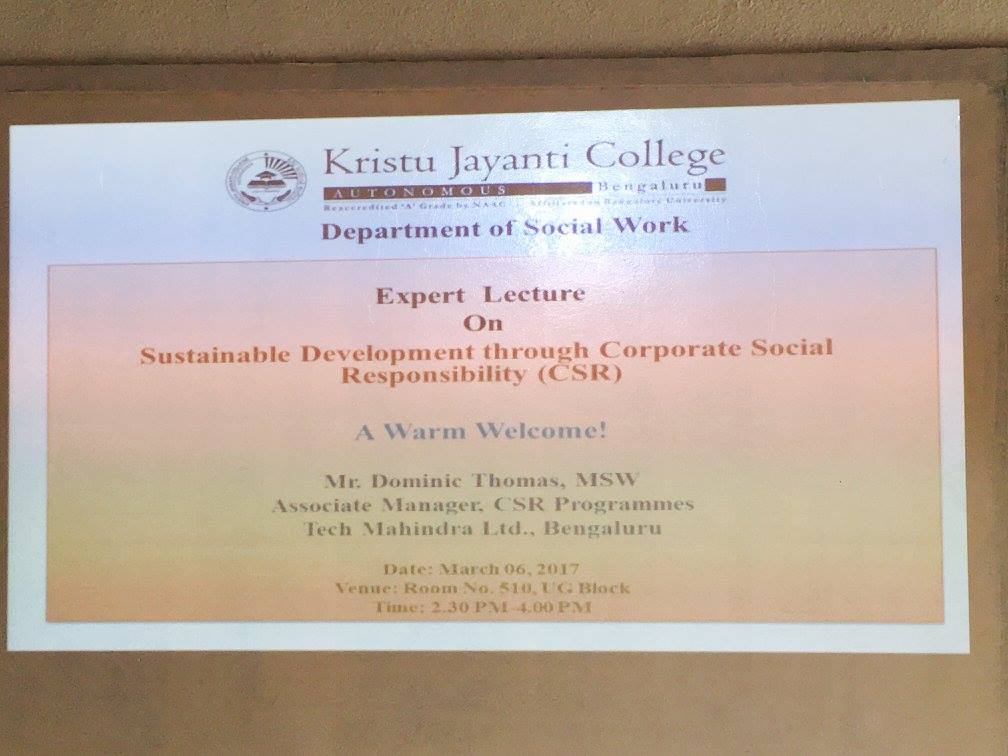 Kristu Jayanti College
AUTONOMOUS Bengaluru
Reaccredited 'A' Grade by NAAC Affiliated to Bangalore University
Department of Social Work
Expert Lecture
On
Sustainable Development through Corporate Social
Responsibility (CSR)
A Warm Welcome!
Mr. Dominic Thomas, MSW
Associate Manager, CSR Programmes
Tech Mahindra Ltd., Bengaluru
Date: March 06, 2017
Venue: Room No. 510, UG Block
Time: 2.30 PM-4.00 PM